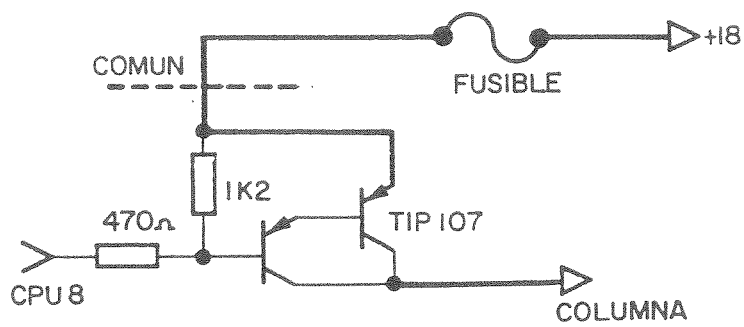 +18
COMUN
FUSIBLE
1K2
470Ω
TIP 107
CPU 8
COLUMNA